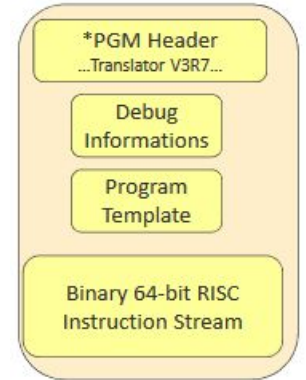 *PGM Header
...Translator V3R7...
Debug
Informations
Program
Template
Binary 64-bit RISC
Instruction Stream